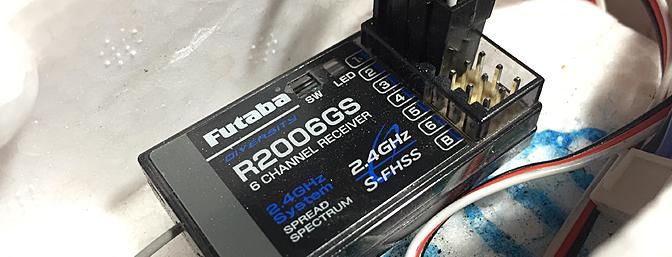 Futaba
DIVERSITY
R2006GS
6 CHANNEL RECEIVER
2.4GHz
System
SPREAD
SPECTRUM
2.4GHz
S-FHSS
SW
LED
1
2
3
4
5
6
B